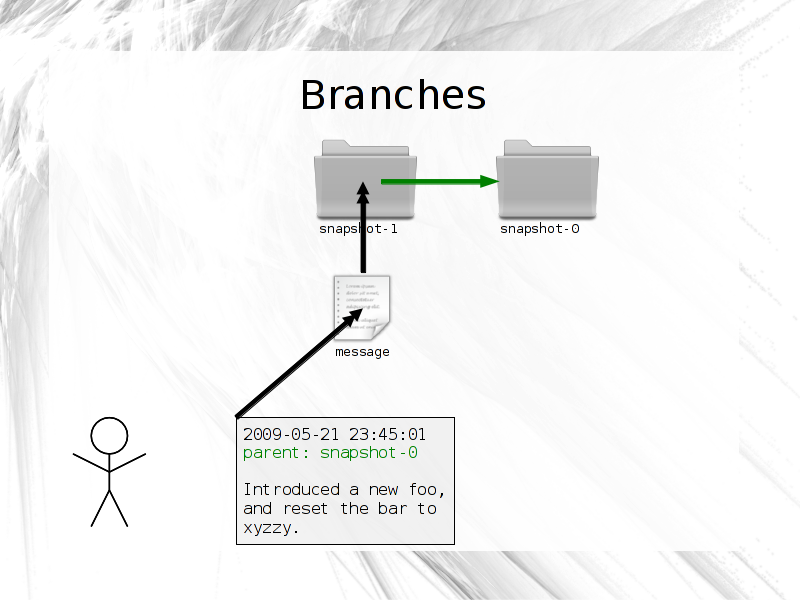 Branches
snapshot-1
snapshot-0
message
2009-05-21 23:45:01
parent: snapshot-0
Introduced a new foo,
and reset the bar to
xyzzy.